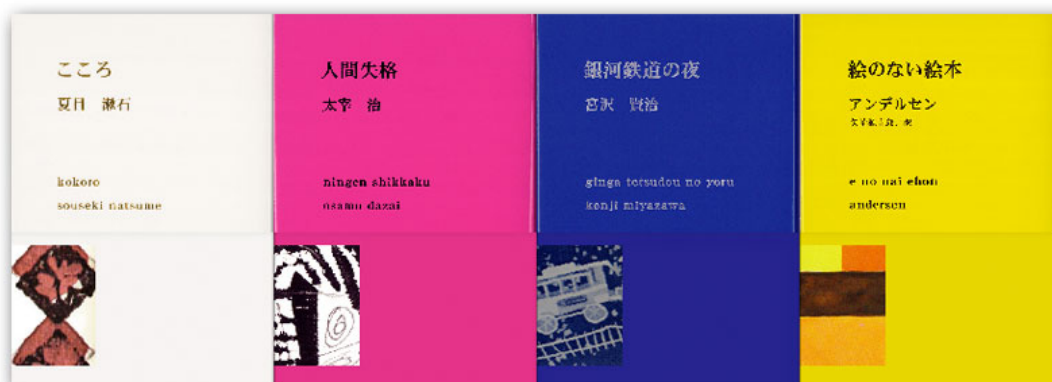 こころ
夏目 漱石
kokoro
souseki natsume
人間失格
太宰 治
ningen shikkaku
osamu dazai
銀河鉄道の夜
宮沢 賢治
ginga tetsudou no yoru
kenji miyazawa
絵のない絵本
アンデルセン
e no nai ehon
andersen